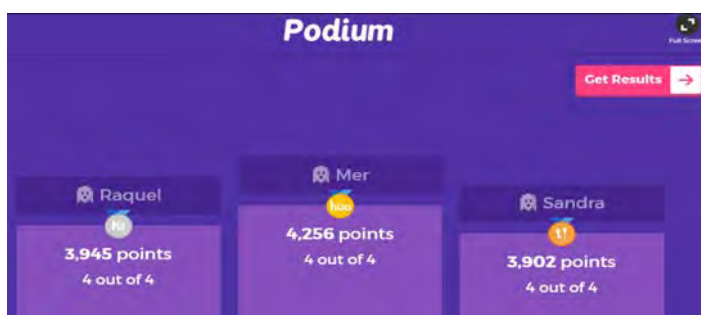 Podium
Full Screen
Get Results
Raquel
K!
3,945 points
4 out of 4
Mer
hoo
4,256 points
4 out of 4
Sandra
t!
3,902 points
4 out of 4